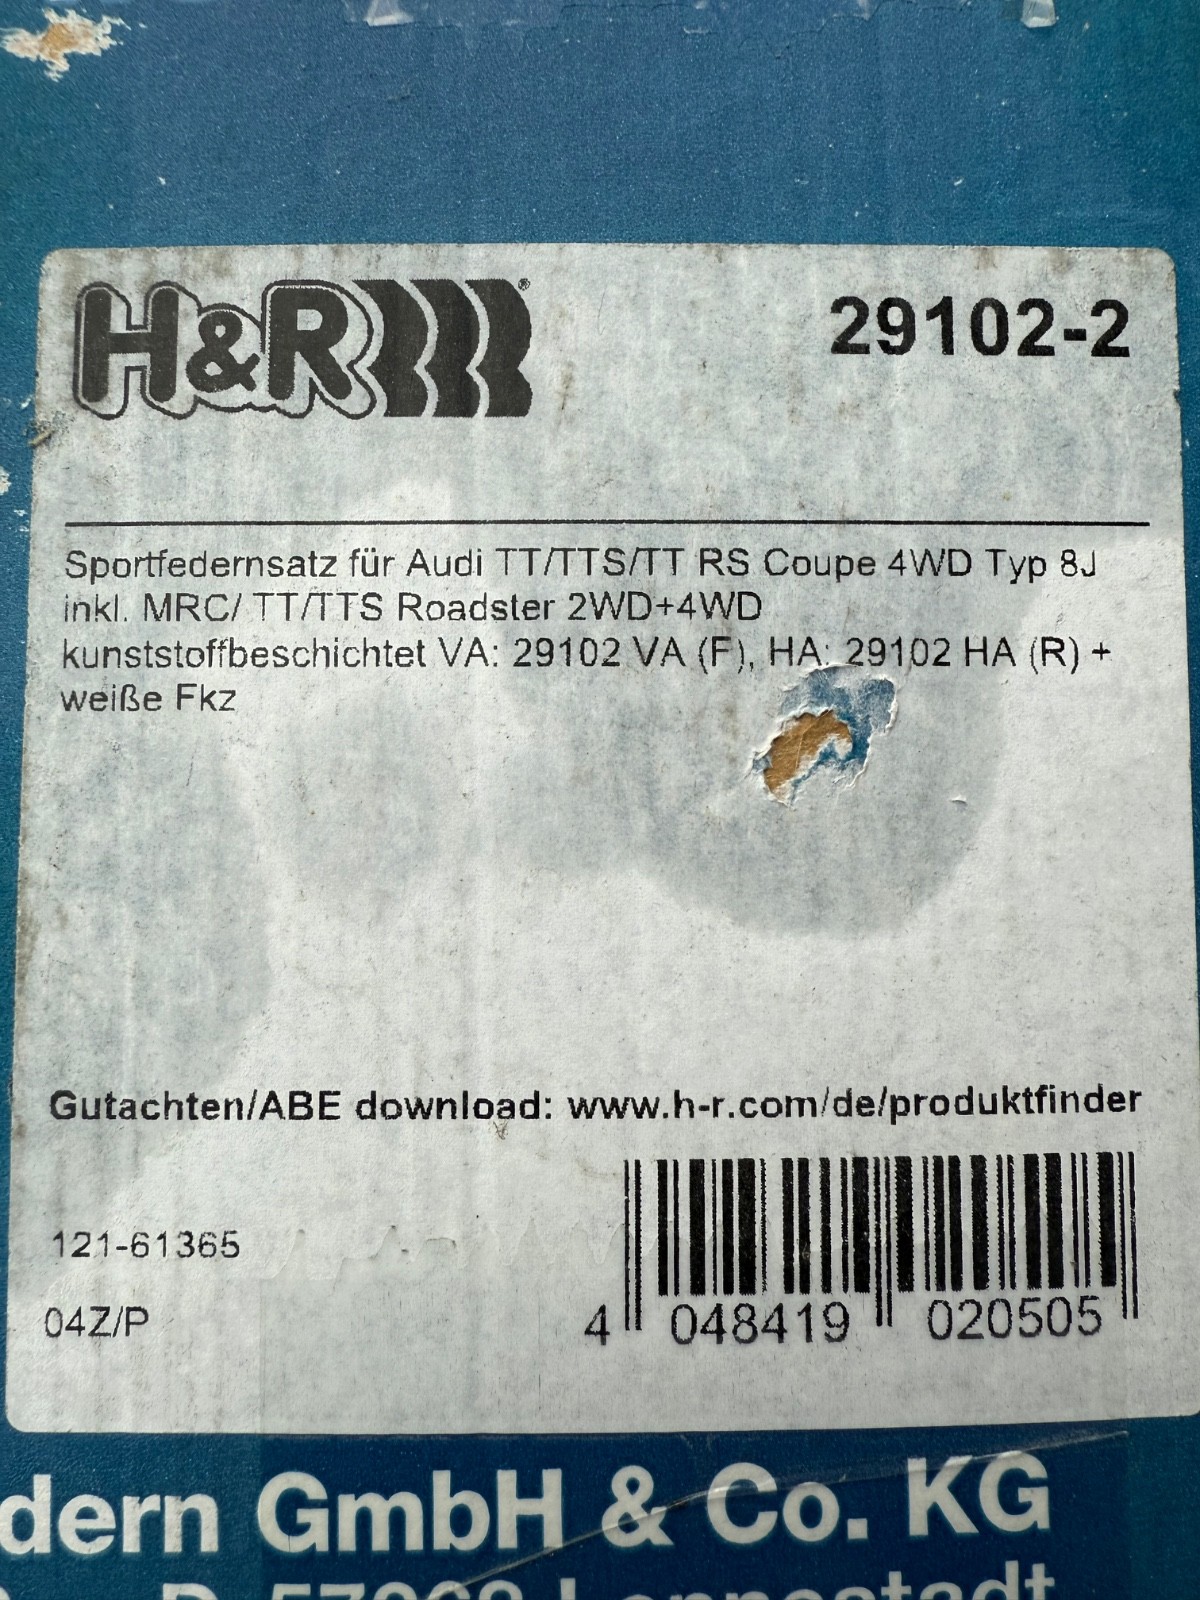 H&R®
29102-2
Sportfedernsatz für Audi TT/TTS/TT RS Coupe 4WD Typ 8J
inkl. MRC/ TT/TTS Roadster 2WD+4WD
kunststoffbeschichtet VA: 29102 VA (F), HA: 29102 HA (R) +
weiße Fkz
Gutachten/ABE download: www.h-r.com/de/produktfinder
121-61365
04Z/P
4 048419 020505
dern GmbH & Co. KG